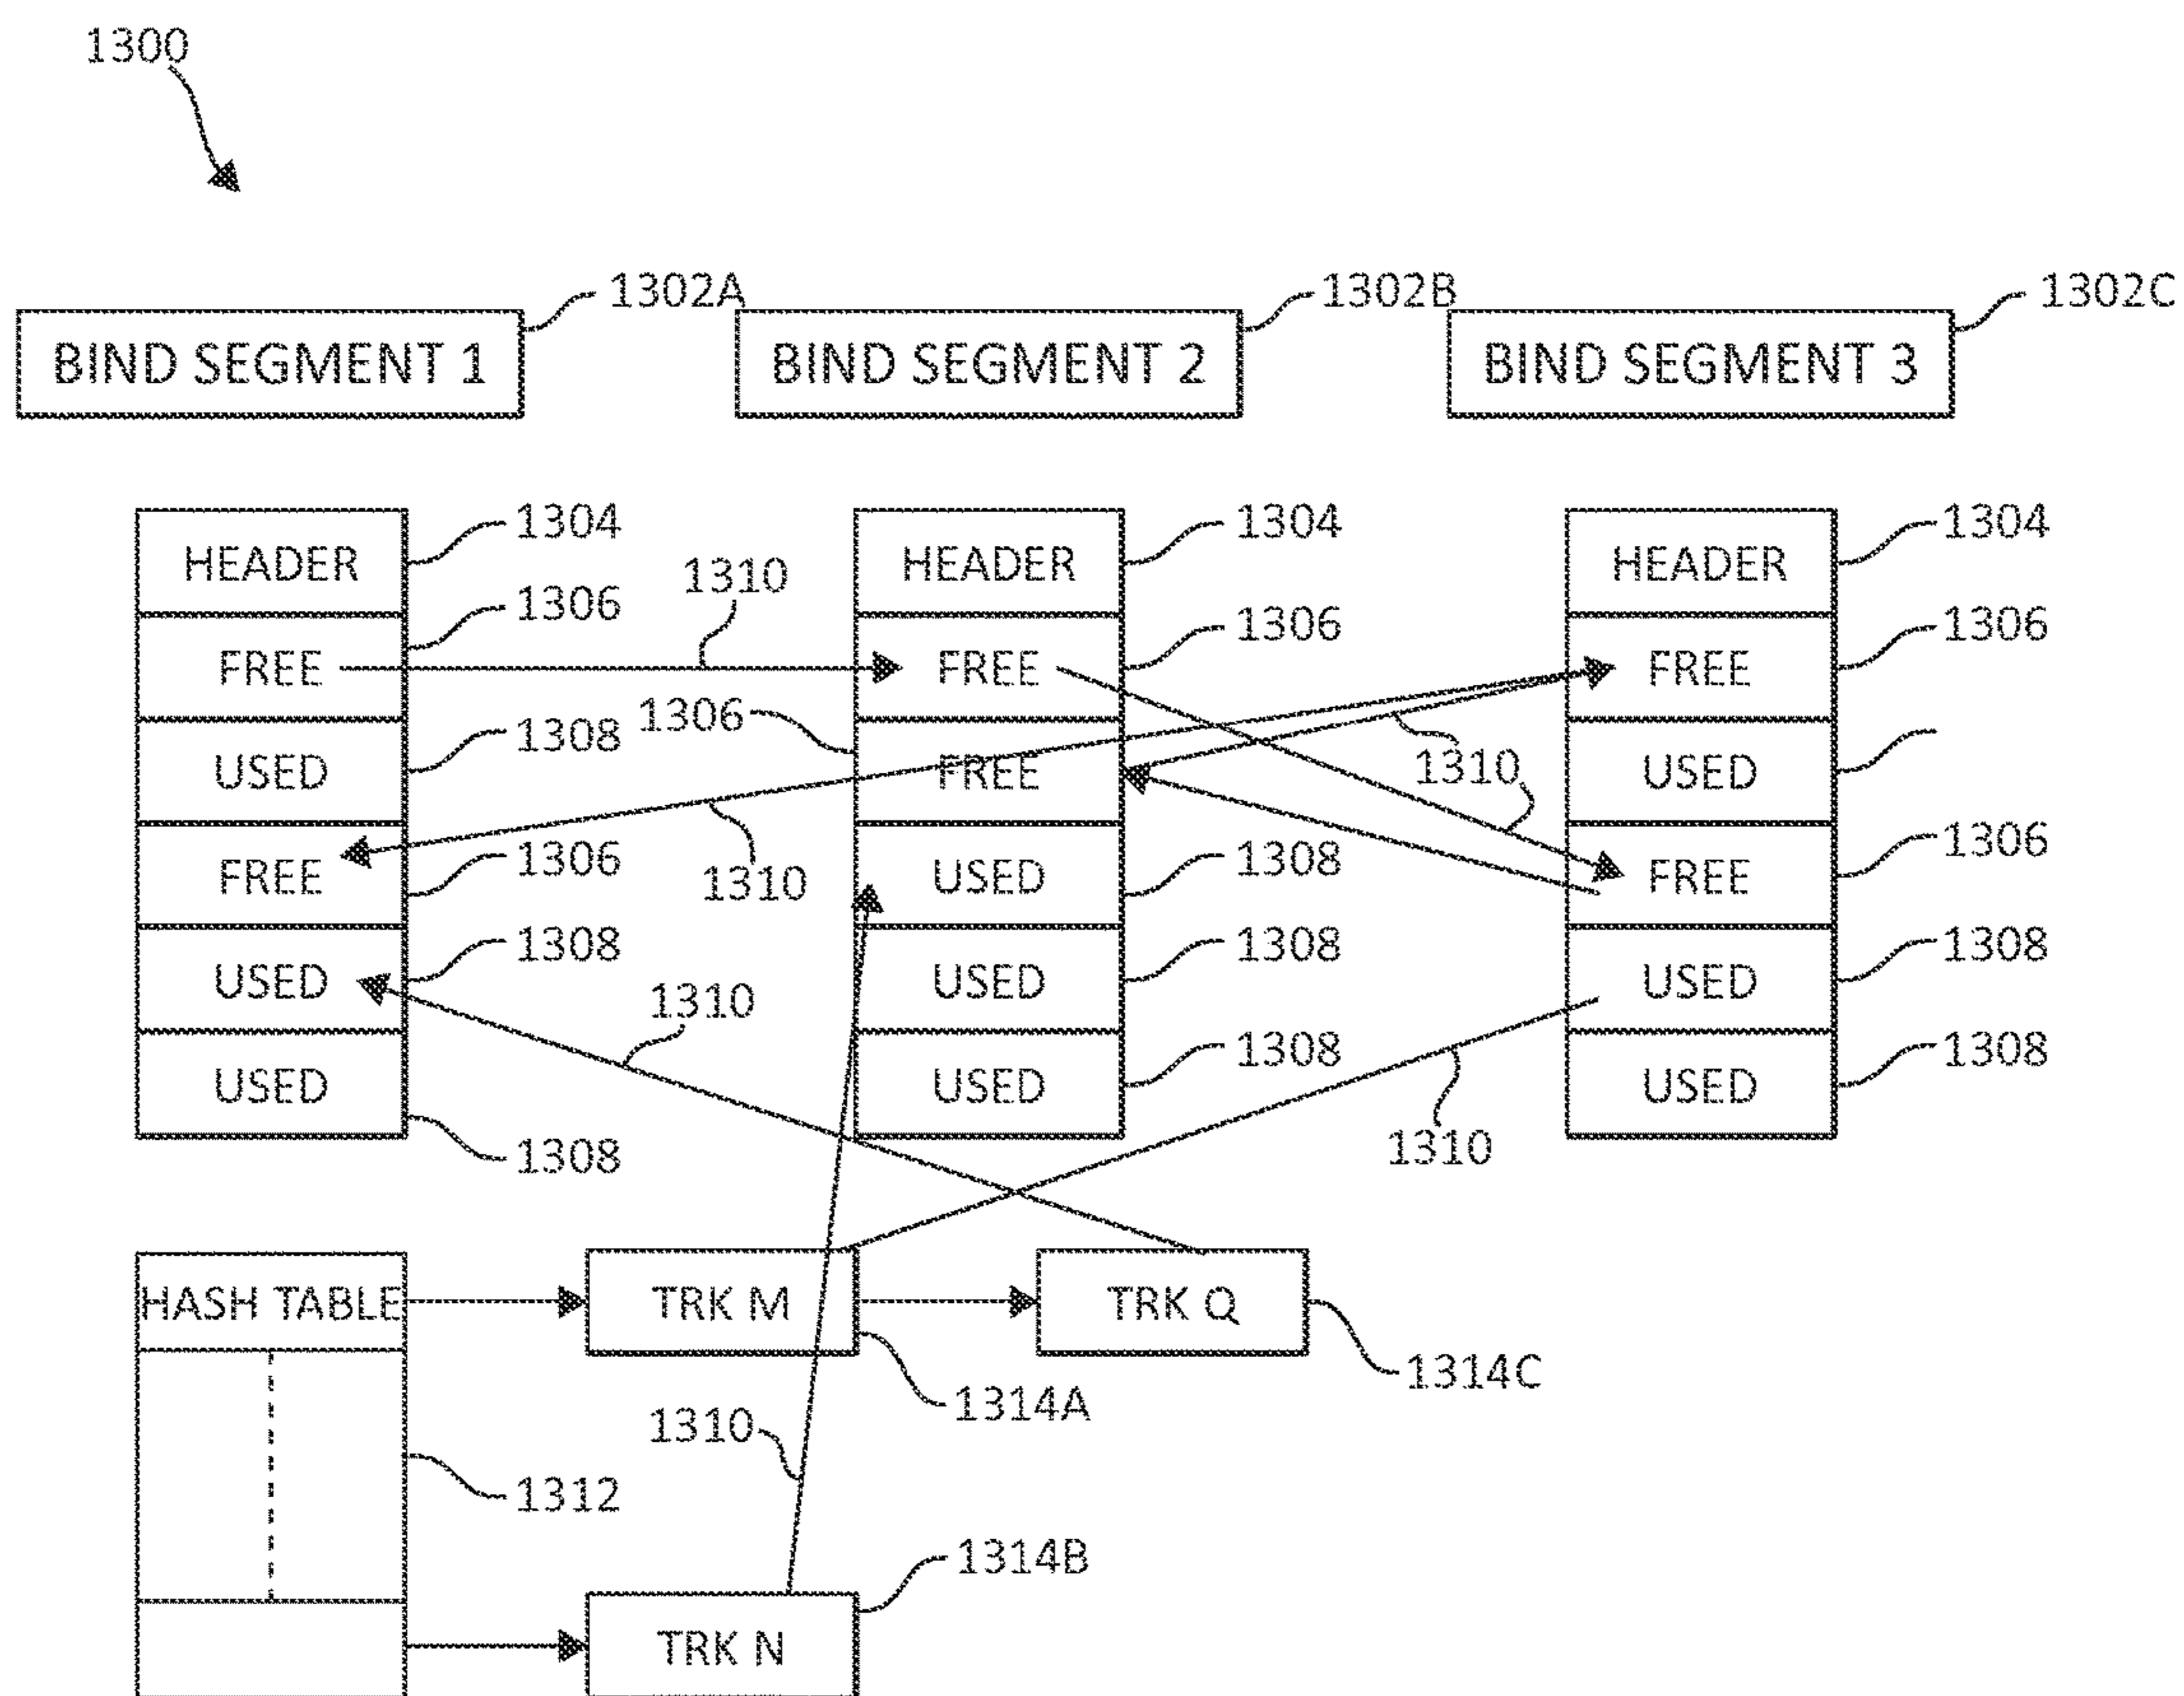 1300
1302A
1302B
1302C
BIND SEGMENT 1
BIND SEGMENT 2
BIND SEGMENT 3
1304
1304
1304
HEADER
HEADER
HEADER
1310
1306
1306
1306
FREE
FREE
FREE
1306
1308
USED
FREE
USED
1310
1306
1310
1308
1306
FREE
USED
FREE
1308
1308
1308
USED
USED
USED
1310
1308
1308
USED
USED
USED
1308
1310
HASH TABLE
TRK M
TRK Q
1314C
1314A
1310
1312
1314B
TRK N